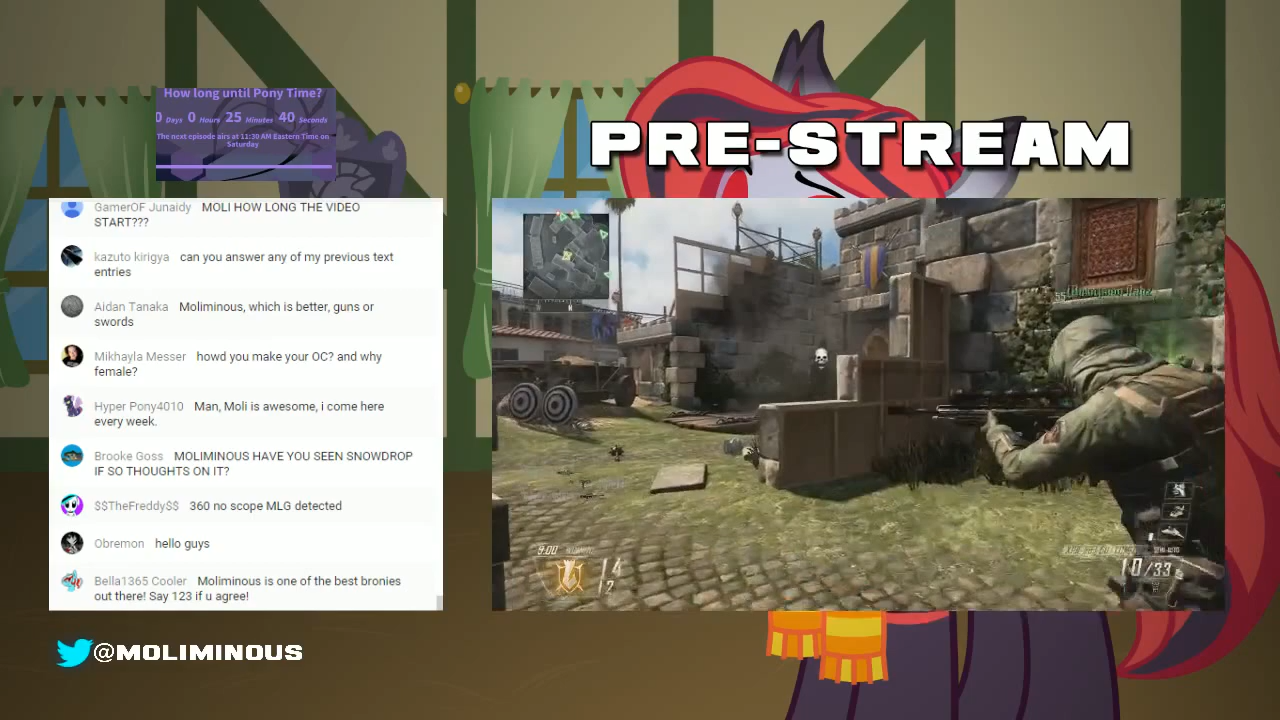 How long until Pony Time?
0 Days 0 Hours 25 Minutes 40 Seconds
The next episode airs at 11:30 AM Eastern Time on
Saturday
PRE-STREAM
GamerOF Junaidy MOLI HOW LONG THE VIDEO
START???
kazuto kirigya can you answer any of my previous text
entries
Aidan Tanaka Moliminous, which is better, guns or
swords
Mikhayla Messer howd you make your OC? and why
female?
Hyper Pony4010 Man, Moli is awesome, i come here
every week.
Brooke Goss MOLIMINOUS HAVE YOU SEEN SNOWDROP
IF SO THOUGHTS ON IT?
$$TheFreddy$$ 360 no scope MLG detected
Obremon hello guys
Bella1365 Cooler Moliminous is one of the best bronies
out there! Say 123 if u agree!
9:00
4
2
SEMI-AUTO
10/33
@MOLIMINOUS